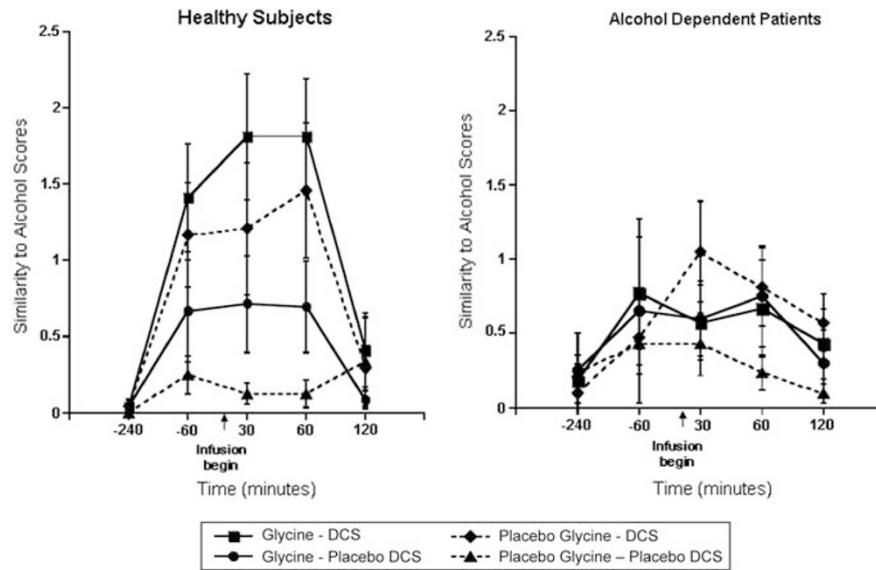 Healthy Subjects
2.5
2
1.5
1
0.5
0
Similarity to Alcohol Scores
-240 -60 30 60 120
Infusion
begin
Time (minutes)
Alcohol Dependent Patients
2.5
2
1.5
1
0.5
0
Similarity to Alcohol Scores
-240 -60 30 60 120
Infusion
begin
Time (minutes)
Glycine - DCS
Placebo Glycine - DCS
Glycine - Placebo DCS
Placebo Glycine – Placebo DCS